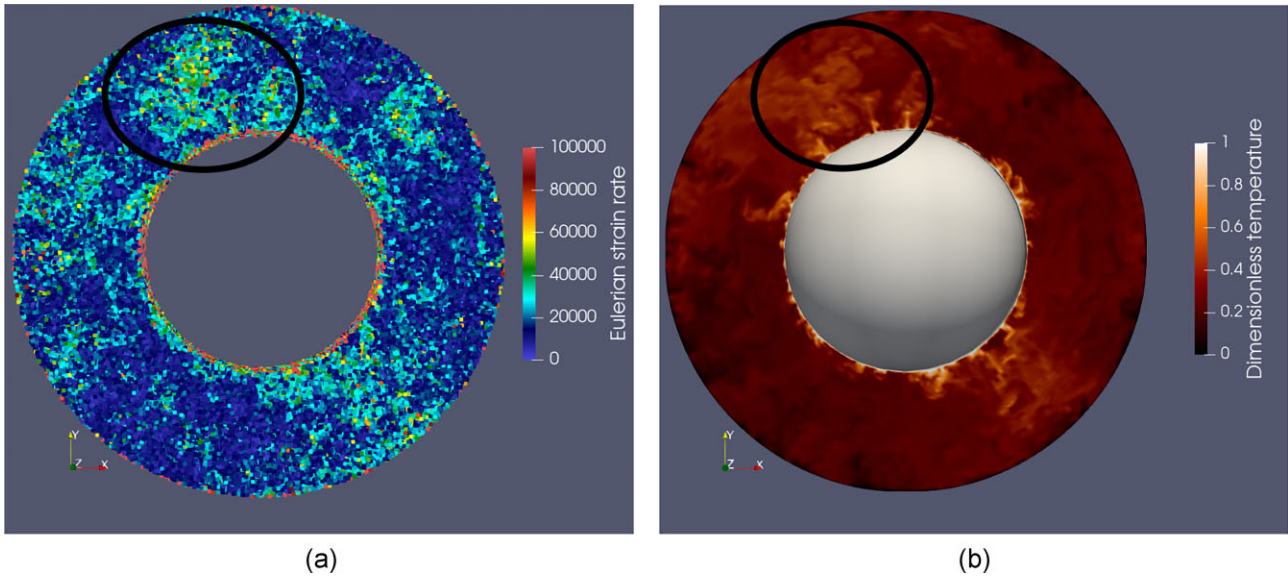 100000
80000
60000
40000
20000
0
Eulerian strain rate
Y
Z X
(a)
1
0.8
0.6
0.4
0.2
0
Dimensionless temperature
Y
Z X
(b)